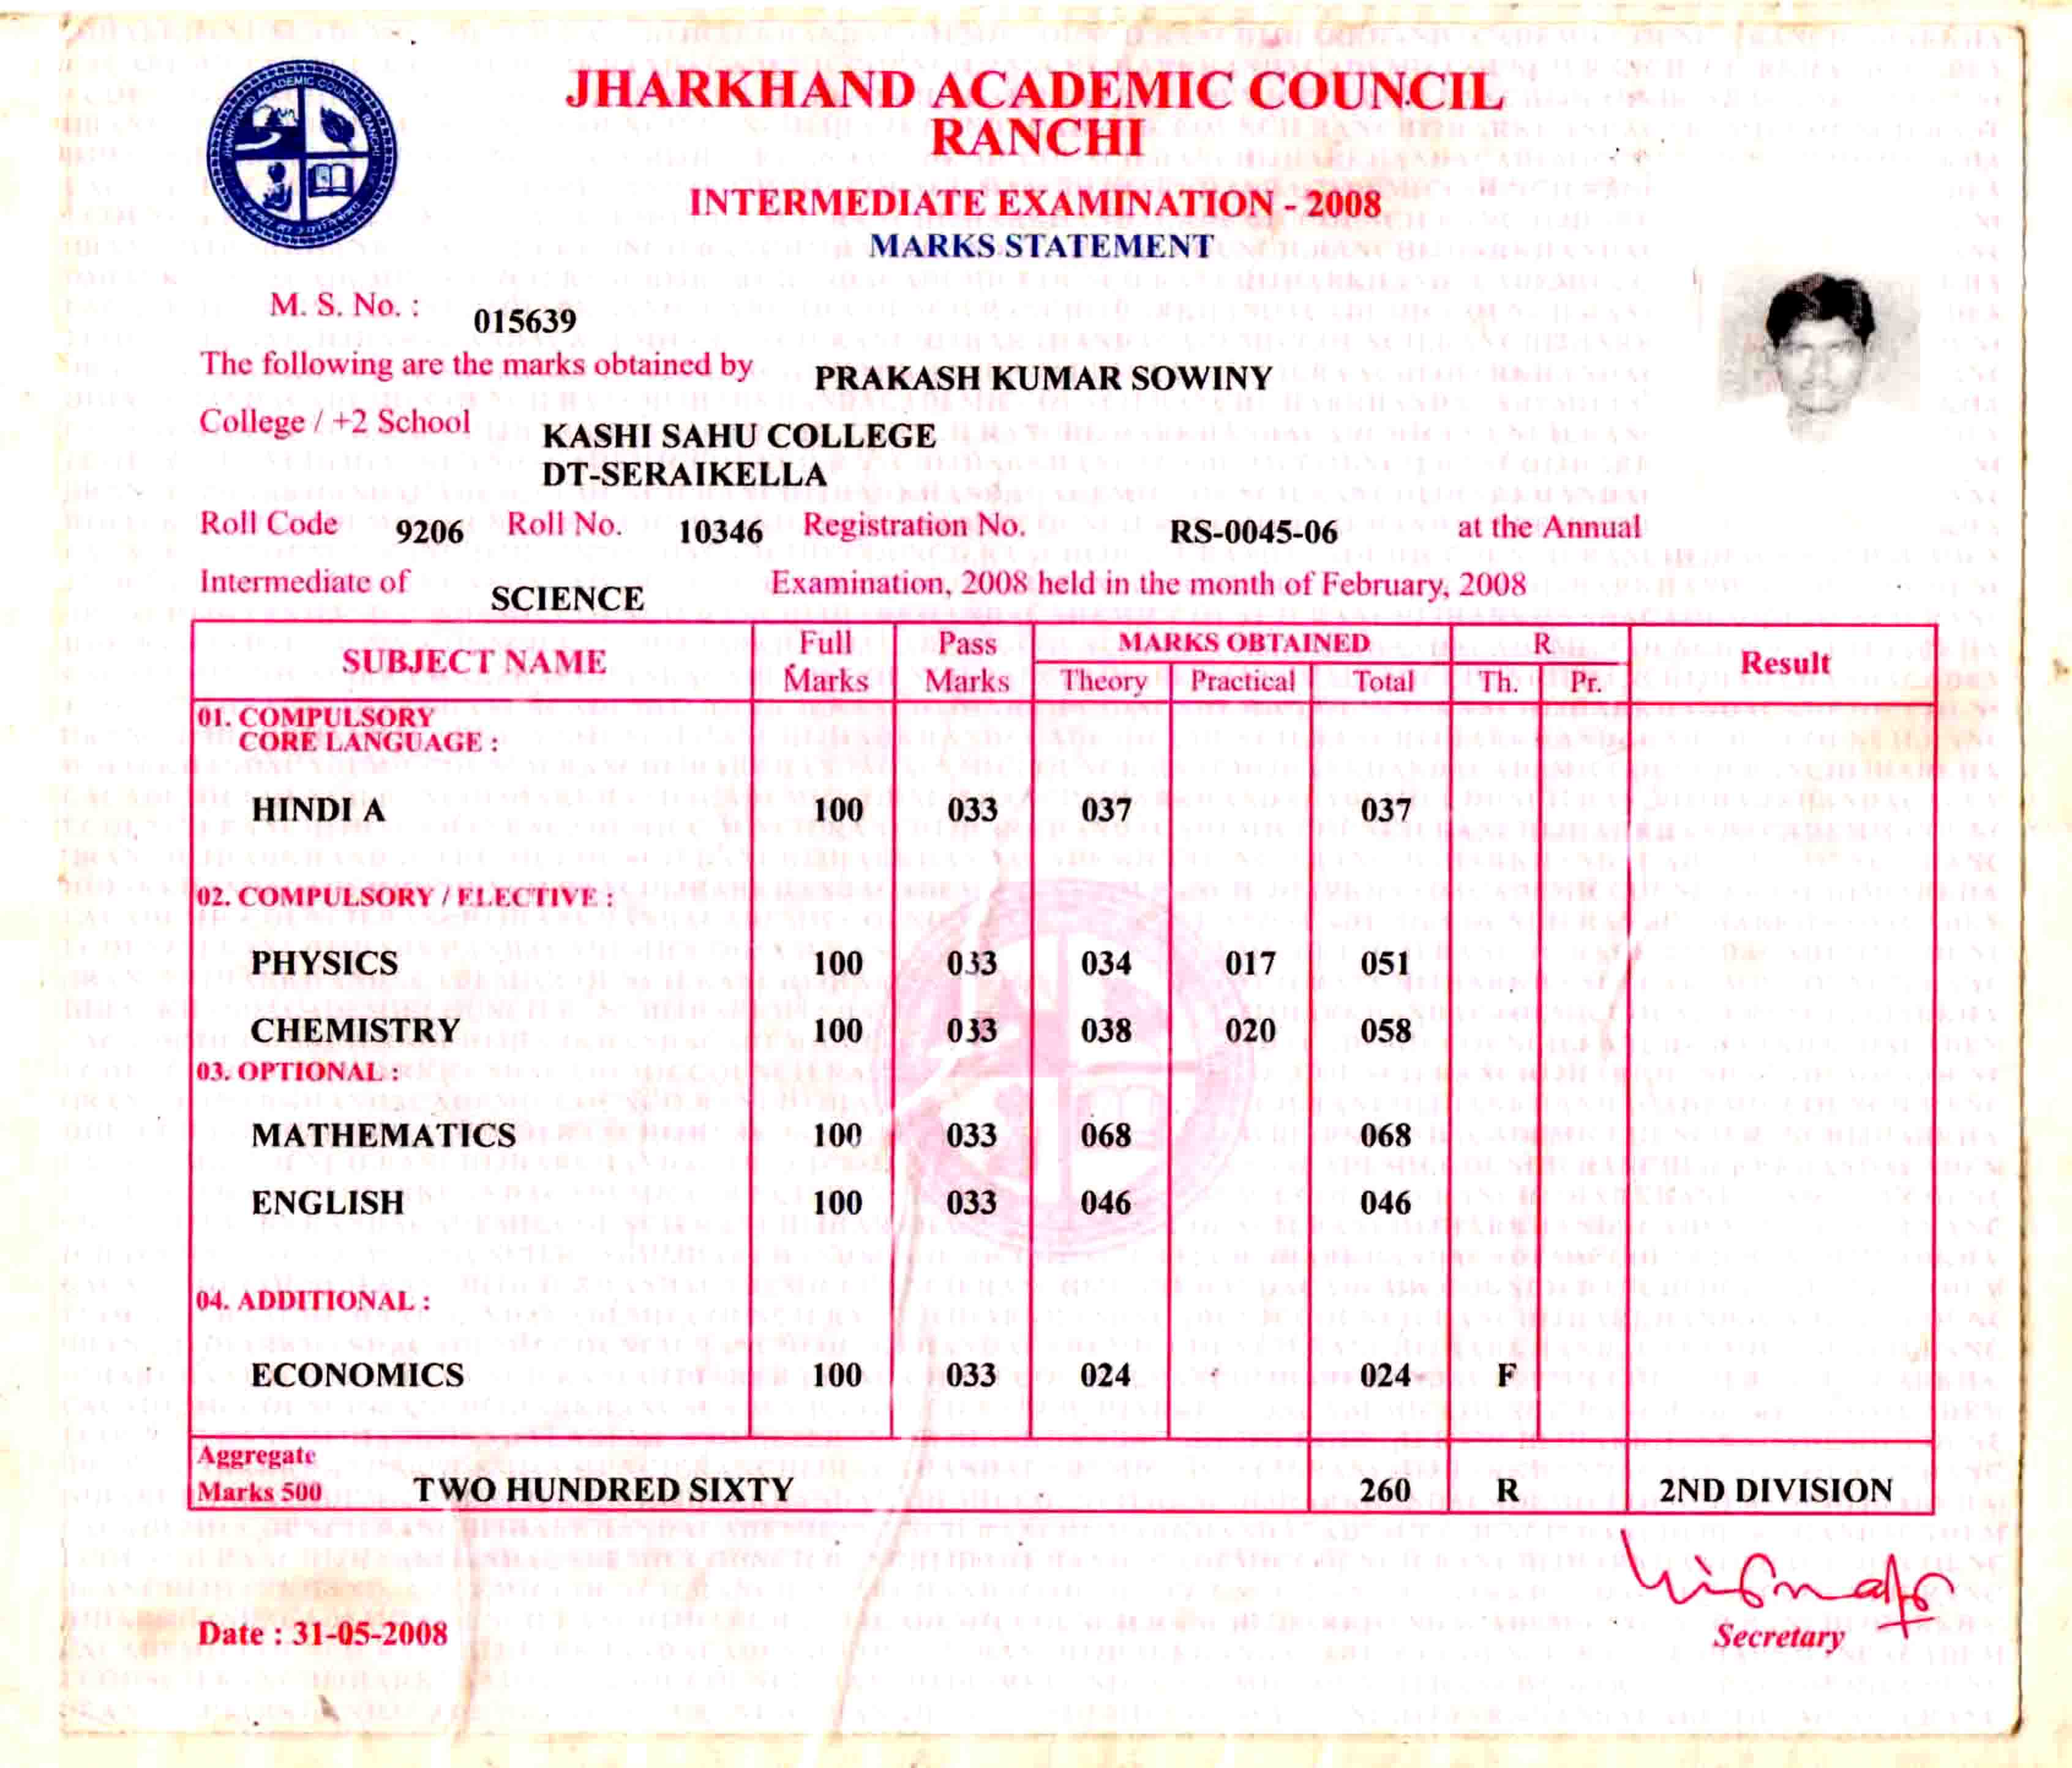 JHARKHAND ACADEMIC COUNCIL
RANCHI
INTERMEDIATE EXAMINATION - 2008
MARKS STATEMENT
JHARKHAND ACADEMIC COUNCIL RANCHI
M. S. No. : 015639
The following are the marks obtained by PRAKASH KUMAR SOWINY
College / +2 School KASHI SAHU COLLEGE
DT-SERAIKELLA
Roll Code 9206 Roll No. 10346 Registration No. RS-0045-06 at the Annual
Intermediate of SCIENCE Examination, 2008 held in the month of February, 2008
SUBJECT NAME Full Marks Pass Marks MARKS OBTAINED R Result
Theory Practical Total Th. Pr.
01. COMPULSORY
CORE LANGUAGE :
HINDI A 100 033 037 037
02. COMPULSORY / ELECTIVE :
PHYSICS 100 033 034 017 051
CHEMISTRY 100 033 038 020 058
03. OPTIONAL :
MATHEMATICS 100 033 068 068
ENGLISH 100 033 046 046
04. ADDITIONAL :
ECONOMICS 100 033 024 024 F
Aggregate
Marks 500 TWO HUNDRED SIXTY 260 R 2ND DIVISION
Date : 31-05-2008
Secretary